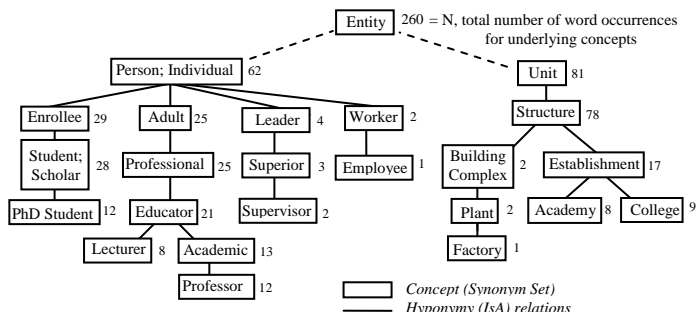 Entity 260 = N, total number of word occurrences
for underlying concepts
Person; Individual 62
Unit 81
Enrollee 29
Adult 25
Leader 4
Worker 2
Structure 78
Student;
Scholar 28
Professional 25
Superior 3
Employee 1
Building
Complex 2
Establishment 17
PhD Student 12
Educator 21
Supervisor 2
Plant 2
Academy 8
College 9
Lecturer 8
Academic 13
Factory 1
Professor 12
Concept (Synonym Set)
Hyponymy (IsA) relations